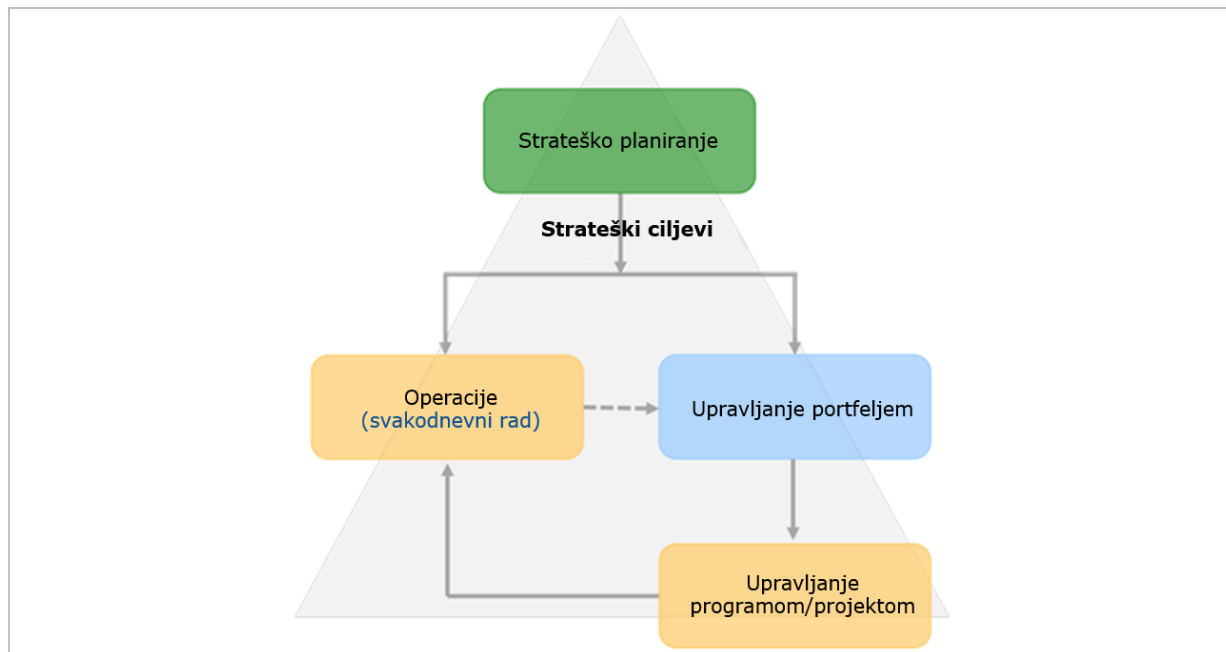 Strateško planiranje
Strateški ciljevi
Operacije
(svakodnevni rad)
Upravljanje portfeljem
Upravljanje
programom/projektom